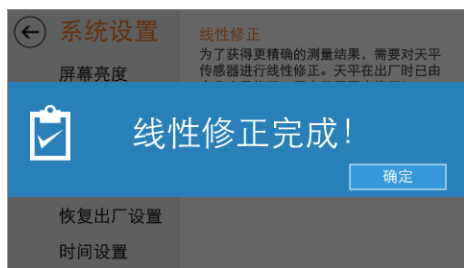 系统设置
线性修正
为了获得更精确的测量结果，需要对天平
传感器进行线性修正。天平在出厂时已由
屏幕亮度
线性修正完成！
确定
恢复出厂设置
时间设置